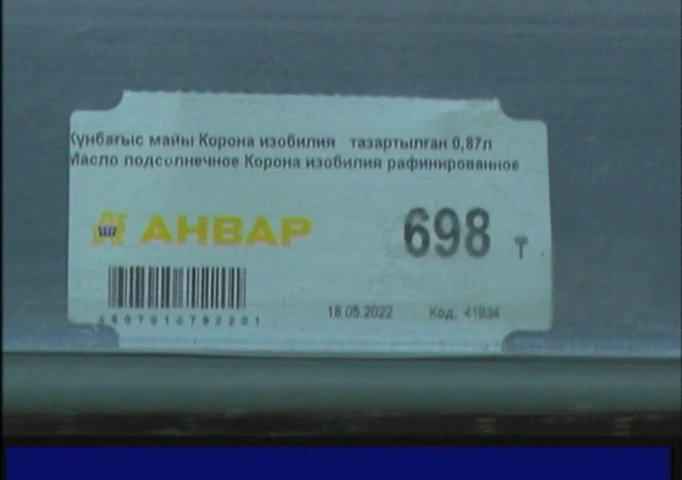 Күнбағыс майы Корона изобилия тазартылған 0,87л
Масло подсолнечное Корона изобилия рафинированное
АНВАР
698 ₸
18.05.2022 Код: 41934